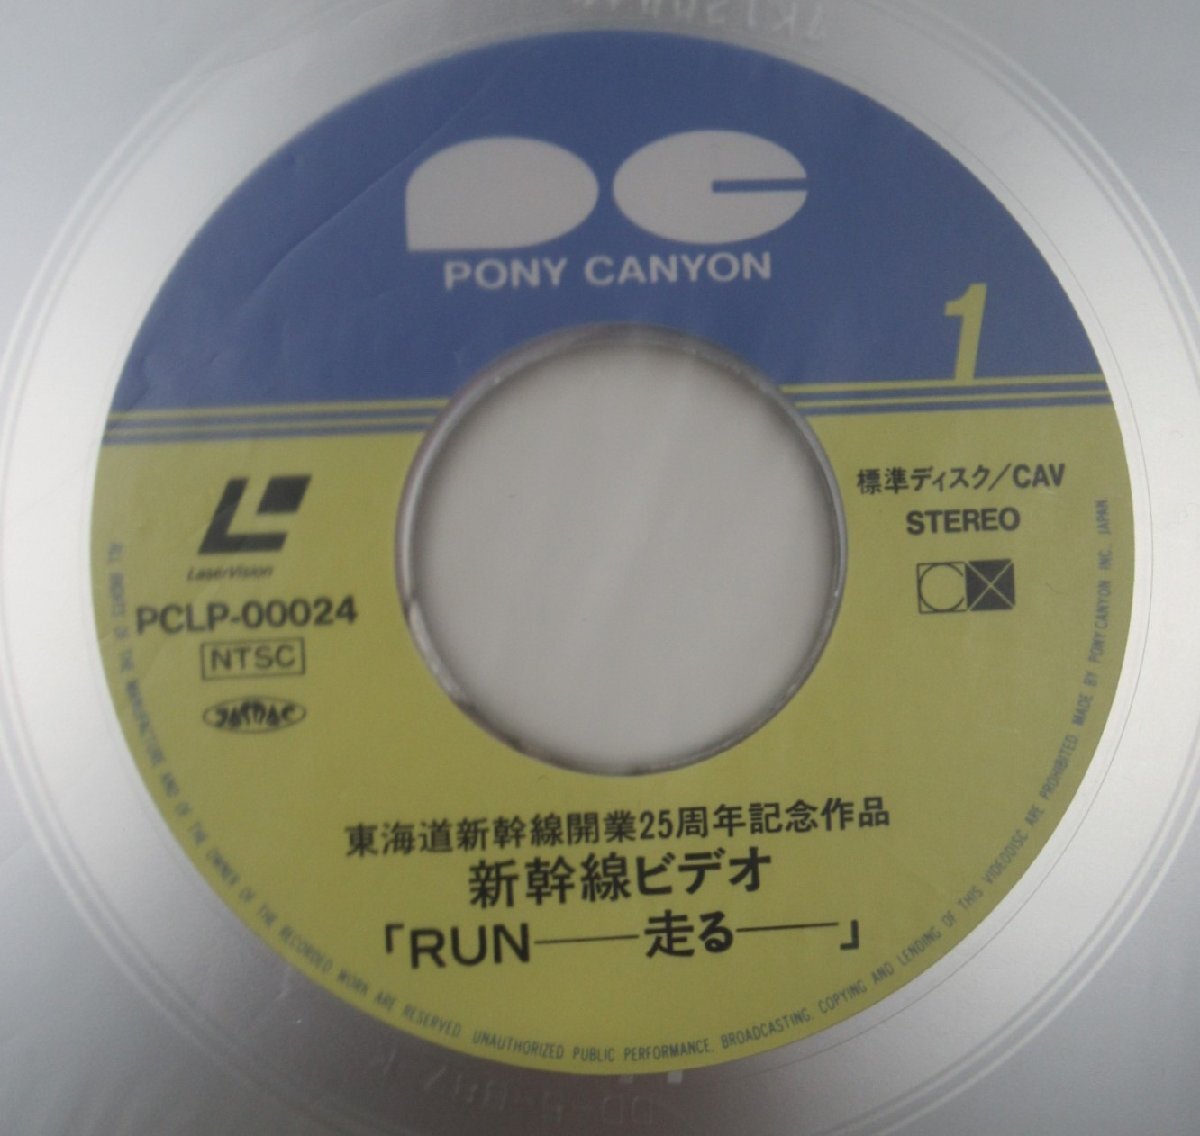 PONY CANYON
1
LaserVision
PCLP-00024
NTSC
標準ディスク／CAV
STEREO
東海道新幹線開業25周年記念作品
新幹線ビデオ
「RUN——走る——」
ALL RIGHTS OF THE MANUFACTURE AND OF THE OWNER OF THE RECORDED WORK ARE RESERVED. UNAUTHORIZED PUBLIC PERFORMANCE, BROADCASTING, COPYING AND LENDING OF THIS VIDEODISC ARE PROHIBITED. MADE BY PONY CANYON INC. JAPAN